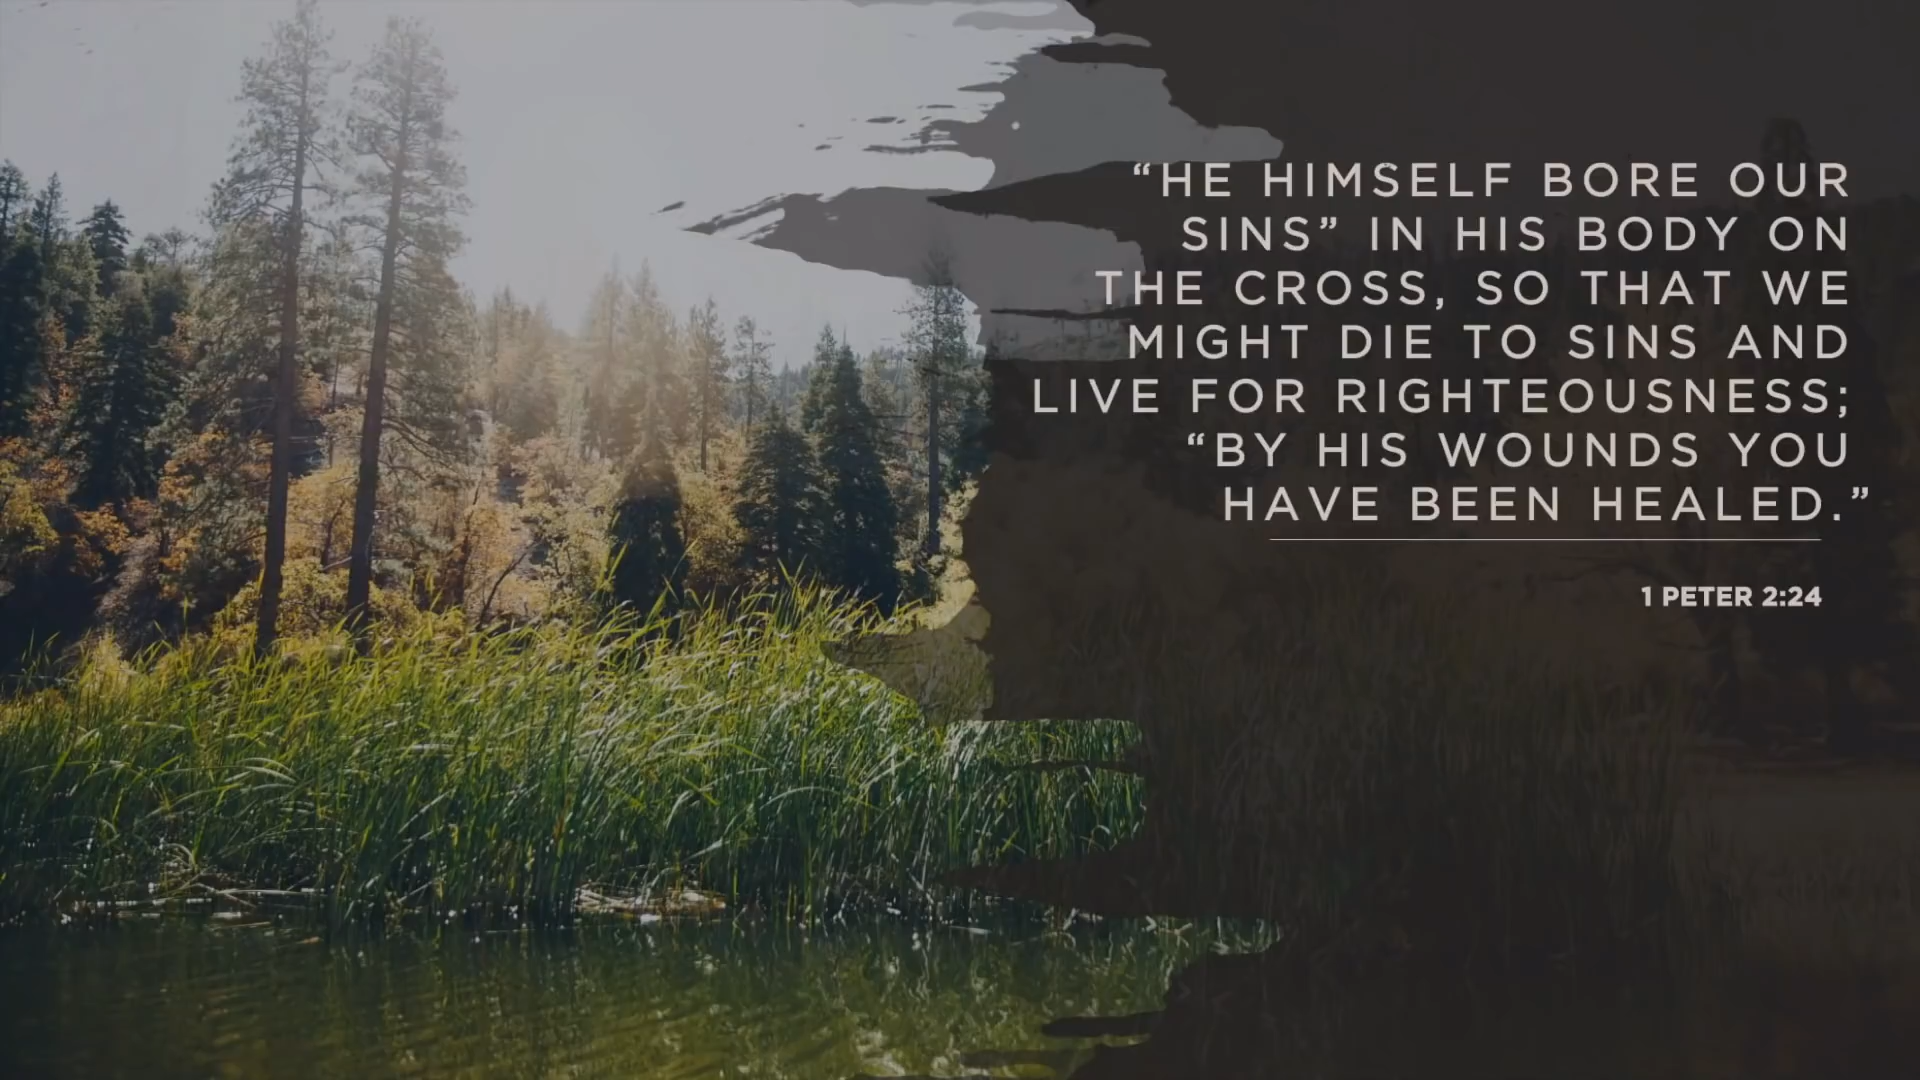 “HE HIMSELF BORE OUR
SINS” IN HIS BODY ON
THE CROSS, SO THAT WE
MIGHT DIE TO SINS AND
LIVE FOR RIGHTEOUSNESS;
“BY HIS WOUNDS YOU
HAVE BEEN HEALED.”
1 PETER 2:24